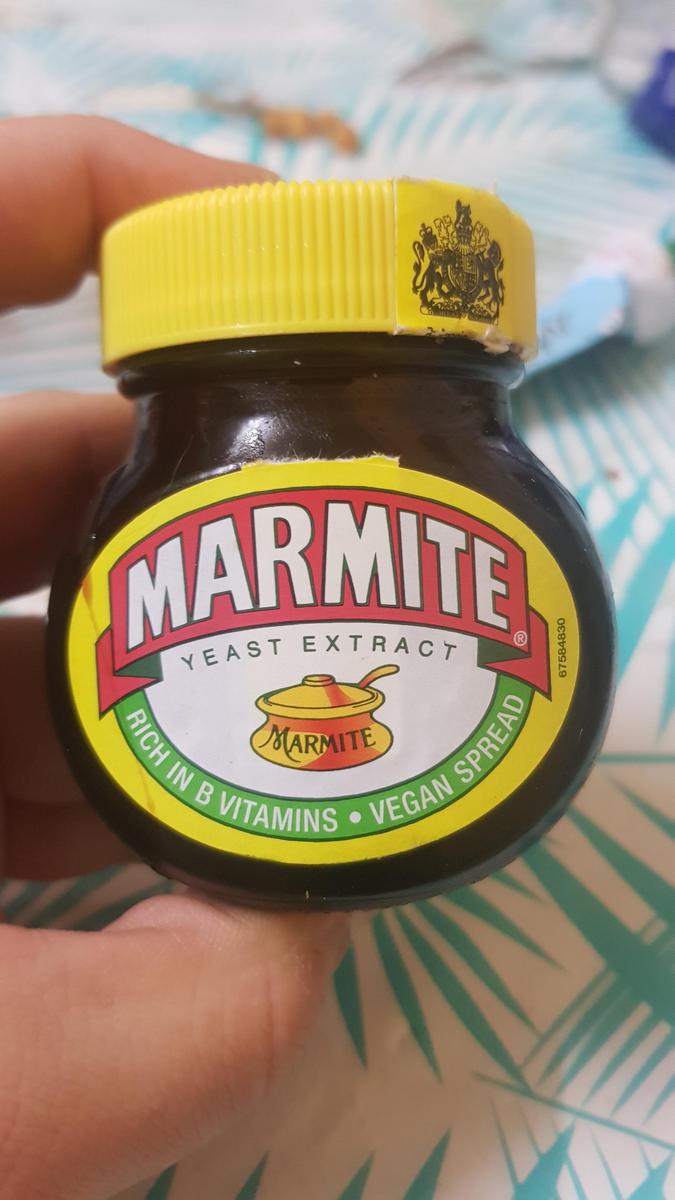 MARMITE®
YEAST EXTRACT
MARMITE
RICH IN B VITAMINS • VEGAN SPREAD
67584830